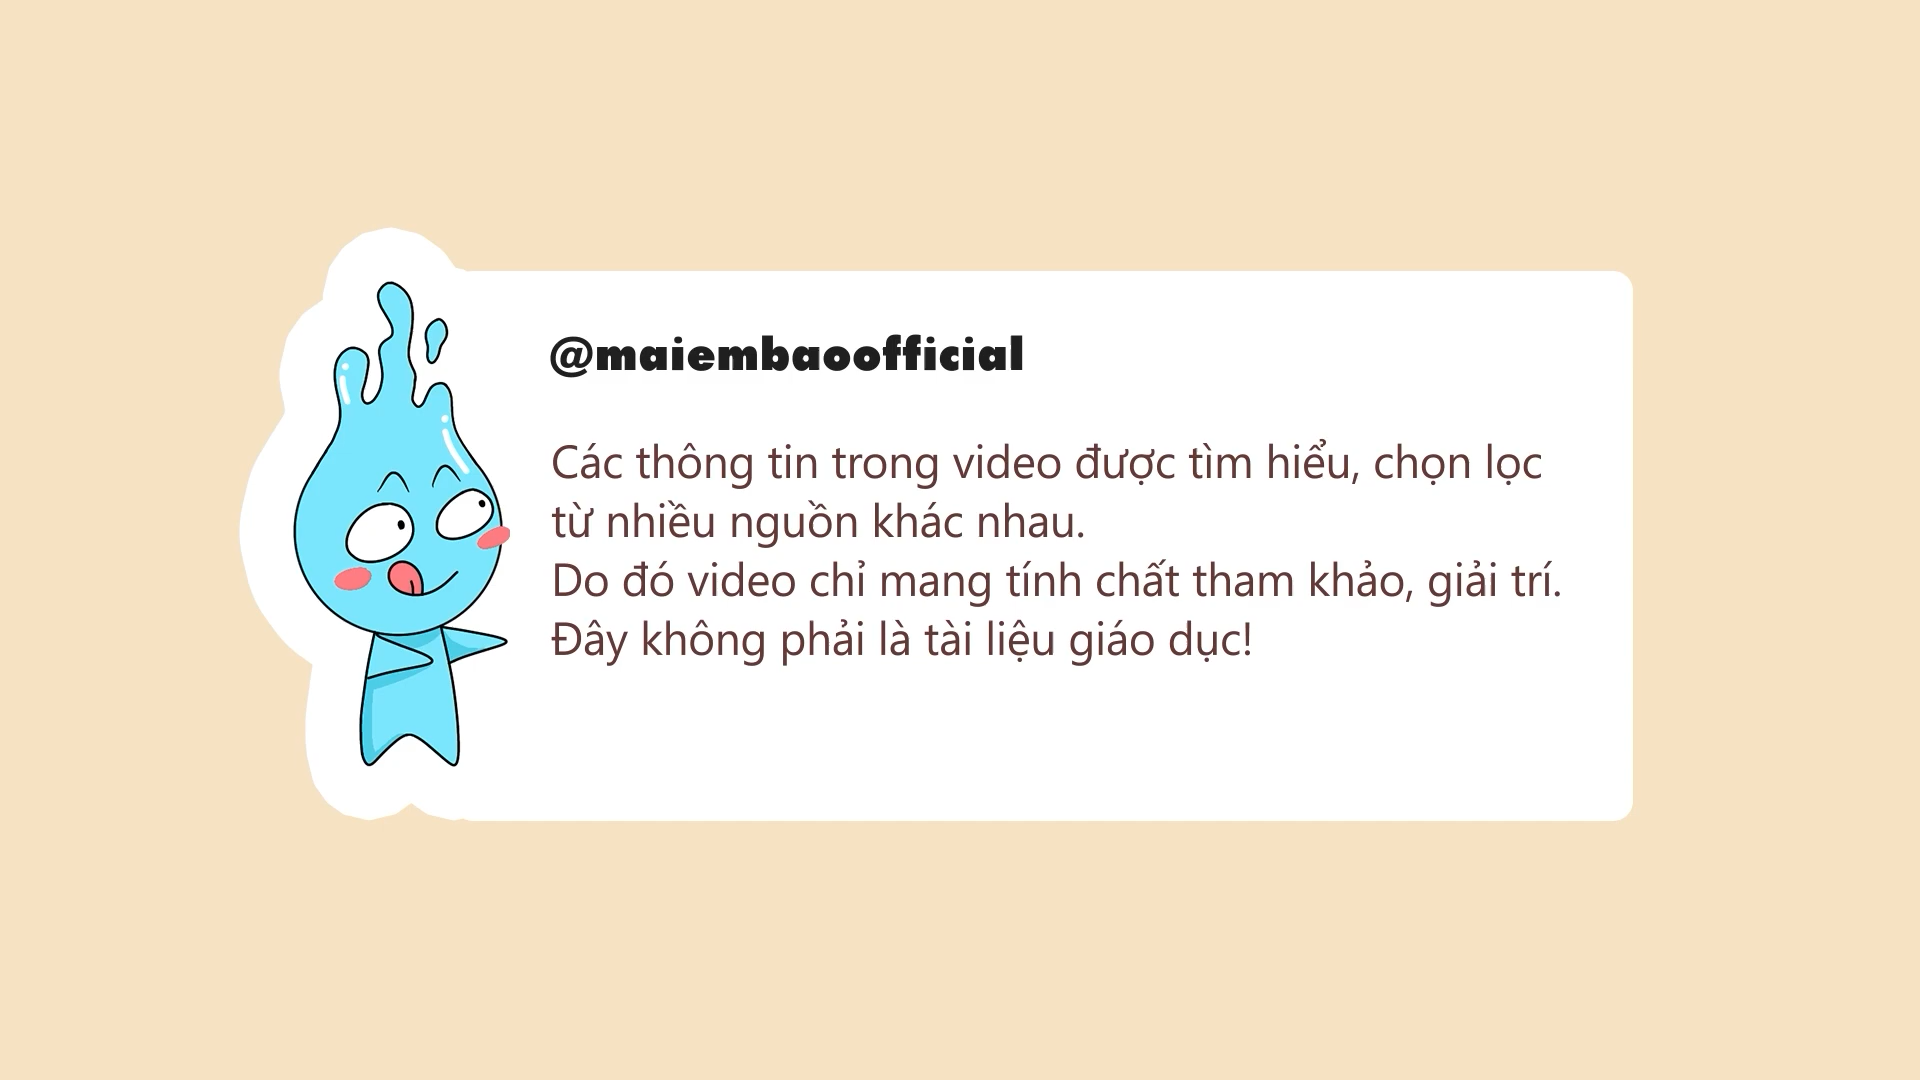 @maiembaoofficial
Các thông tin trong video được tìm hiểu, chọn lọc
từ nhiều nguồn khác nhau.
Do đó video chỉ mang tính chất tham khảo, giải trí.
Đây không phải là tài liệu giáo dục!